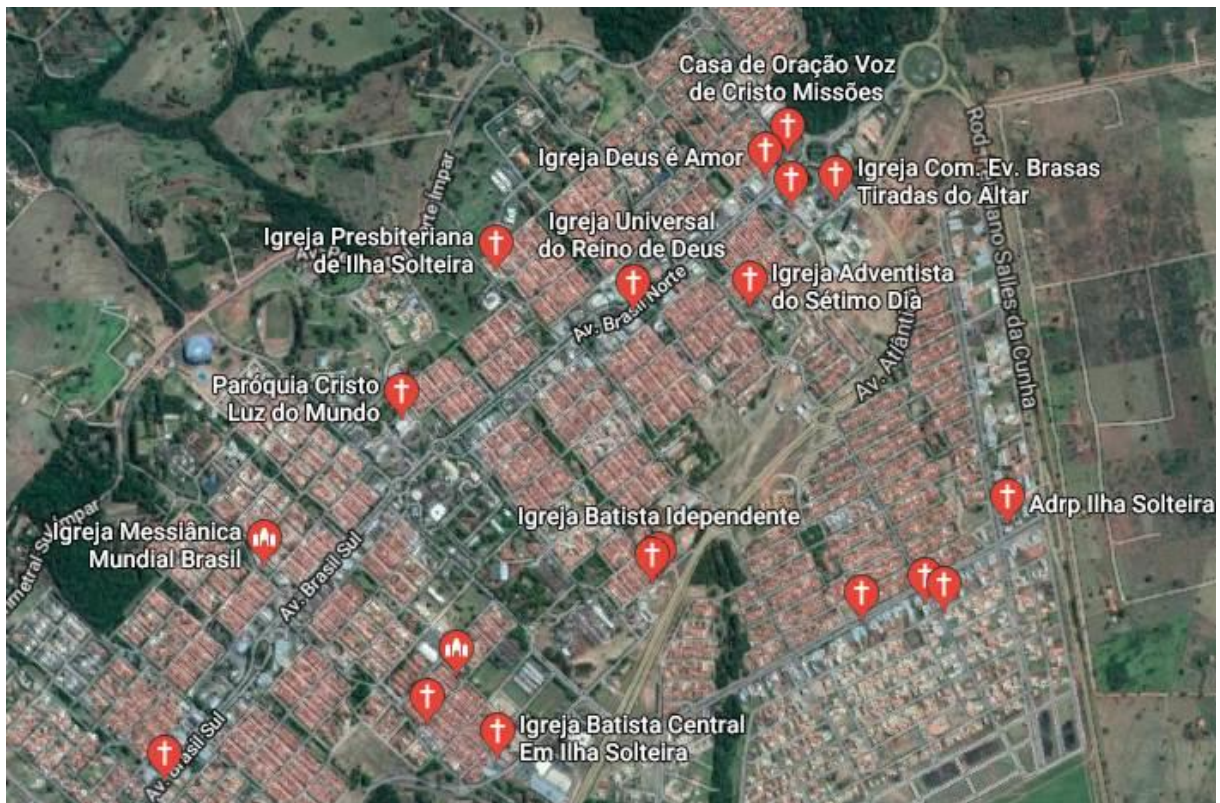 Casa de Oração Voz
de Cristo Missões
Igreja Deus é Amor
Igreja Com. Ev. Brasas
Tiradas do Altar
Igreja Universal
do Reino de Deus
Igreja Presbiteriana
de Ilha Solteira
Igreja Adventista
do Sétimo Dia
Av. Brasil Norte
Av. Atlântica
Salles da Cunha
Paróquia Cristo
Luz do Mundo
Adrp Ilha Solteira
Igreja Batista Idependente
Igreja Messiânica
Mundial Brasil
Av. Brasil Sul
Igreja Batista Central
Em Ilha Solteira
Av. Brasil Sul